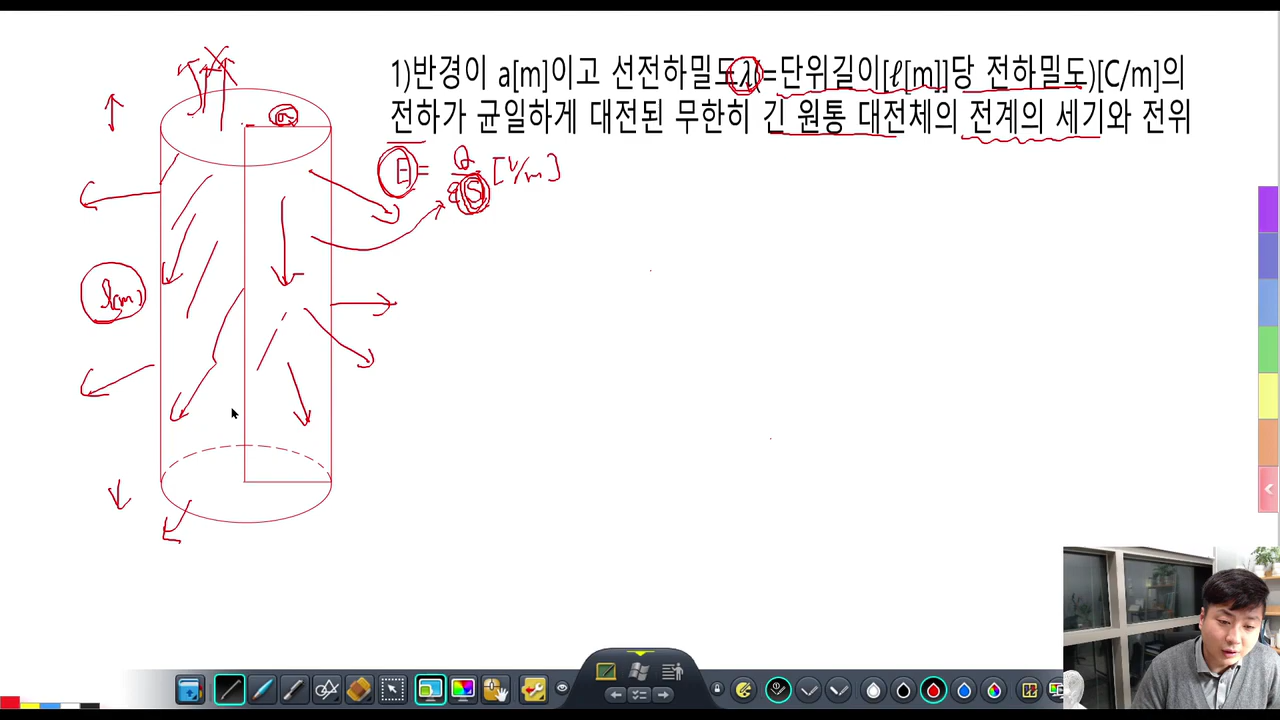 1)반경이 a[m]이고 선전하밀도λ(=단위길이[ℓ[m]]당 전하밀도)[C/m]의
전하가 균일하게 대전된 무한히 긴 원통 대전체의 전계의 세기와 전위
a
E = Q/εS [V/m]
l[m]